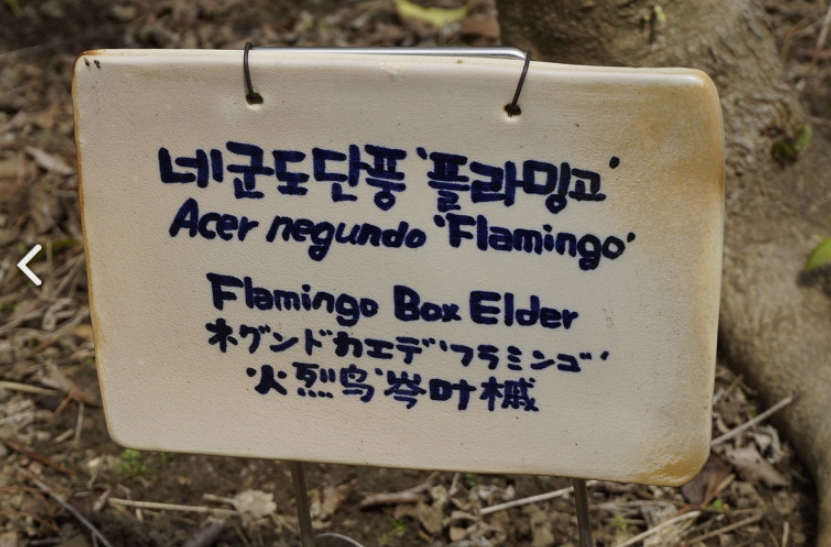 네군도단풍 '플라밍고'
Acer negundo 'Flamingo'
Flamingo Box Elder
ネグンドカエデ'フラミンゴ'
'火烈鸟'岑叶槭